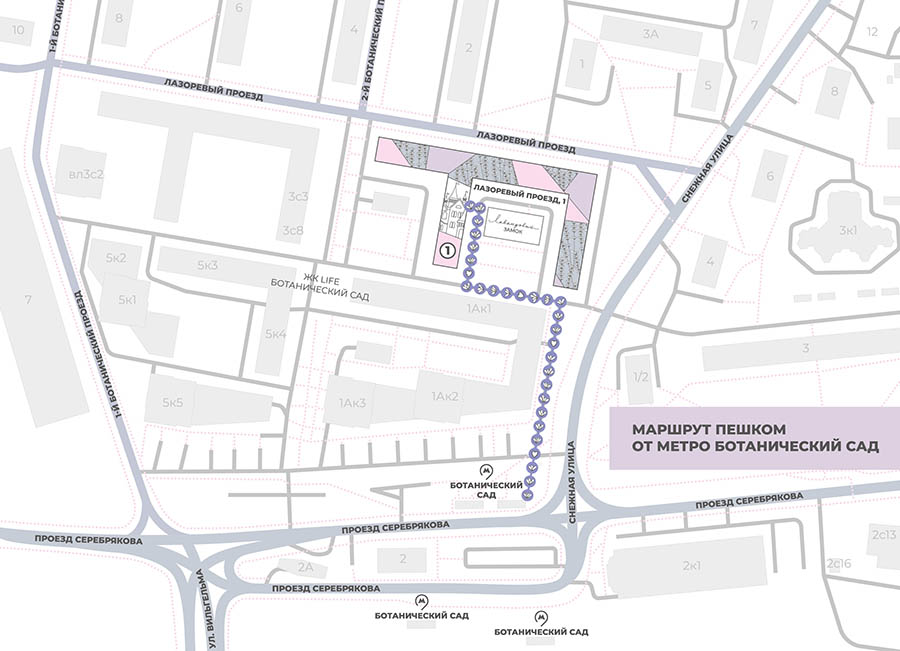 10
1-Й БОТАНИ
6
4
2-Й БОТАНИЧЕСКИЙ П
2
1
3А
7
12
5
8
ЛАЗОРЕВЫЙ ПРОЕЗД
ЛАЗОРЕВЫЙ ПРОЕЗД
СНЕЖНАЯ УЛИЦА
вл3с2
3с3
3с8
ЛАЗОРЕВЫЙ ПРОЕЗД, 1
Лавандовый
ЗАМОК
1
6
3к1
4
5к2
5к3
ЖК LIFE
БОТАНИЧЕСКИЙ САД
7
5к1
1Ак1
5к4
1-Й БОТАНИЧЕСКИЙ ПРОЕЗД
3
1/2
5к5
1Ак3
1Ак2
МАРШРУТ ПЕШКОМ
ОТ МЕТРО БОТАНИЧЕСКИЙ САД
СНЕЖНАЯ УЛИЦА
БОТАНИЧЕСКИЙ
САД
ПРОЕЗД СЕРЕБРЯКОВА
ПРОЕЗД СЕРЕБРЯКОВА
ПРОЕЗД СЕРЕБРЯКОВА
2с13
2А
2
2к1
2с16
УЛ. ВИЛЬГЕЛЬМА
ПРОЕЗД СЕРЕБРЯКОВА
БОТАНИЧЕСКИЙ САД
БОТАНИЧЕСКИЙ САД